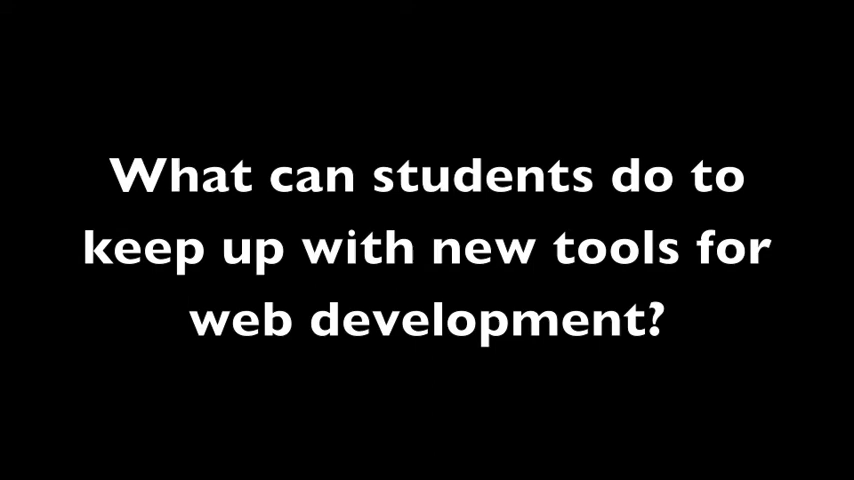 What can students do to
keep up with new tools for
web development?